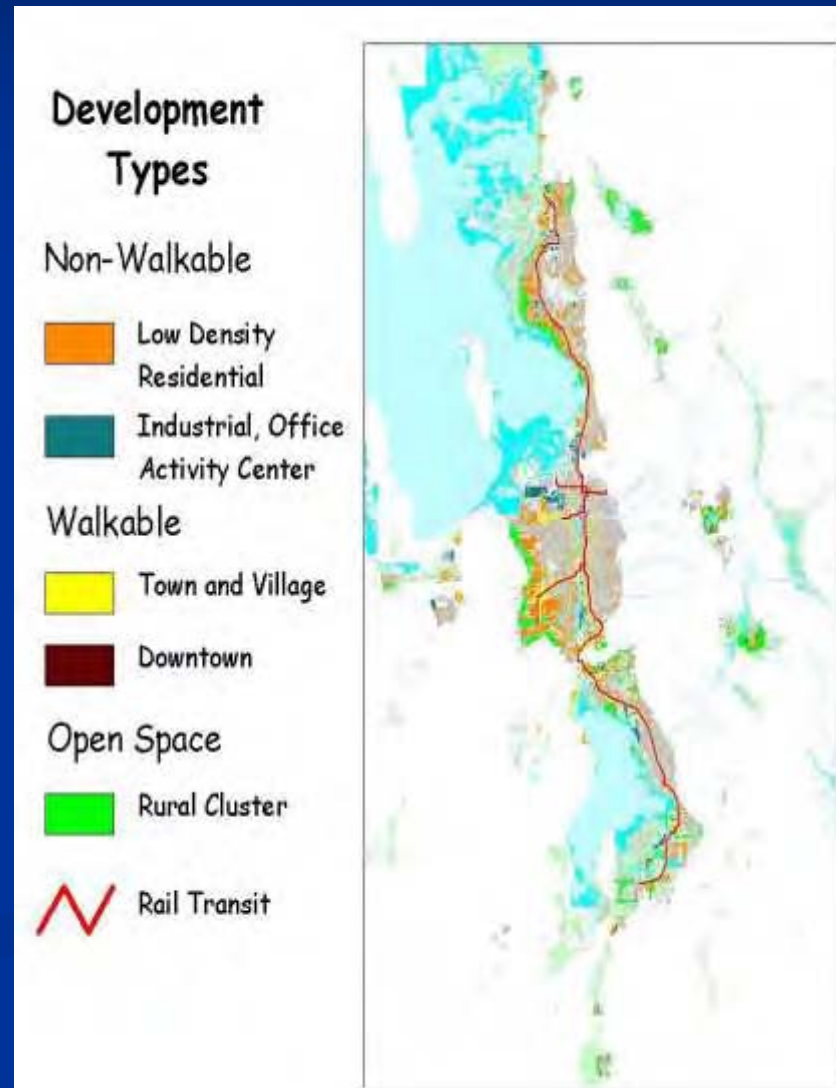 Development
Types
Non-Walkable
Low Density
Residential
Industrial, Office
Activity Center
Walkable
Town and Village
Downtown
Open Space
Rural Cluster
Rail Transit